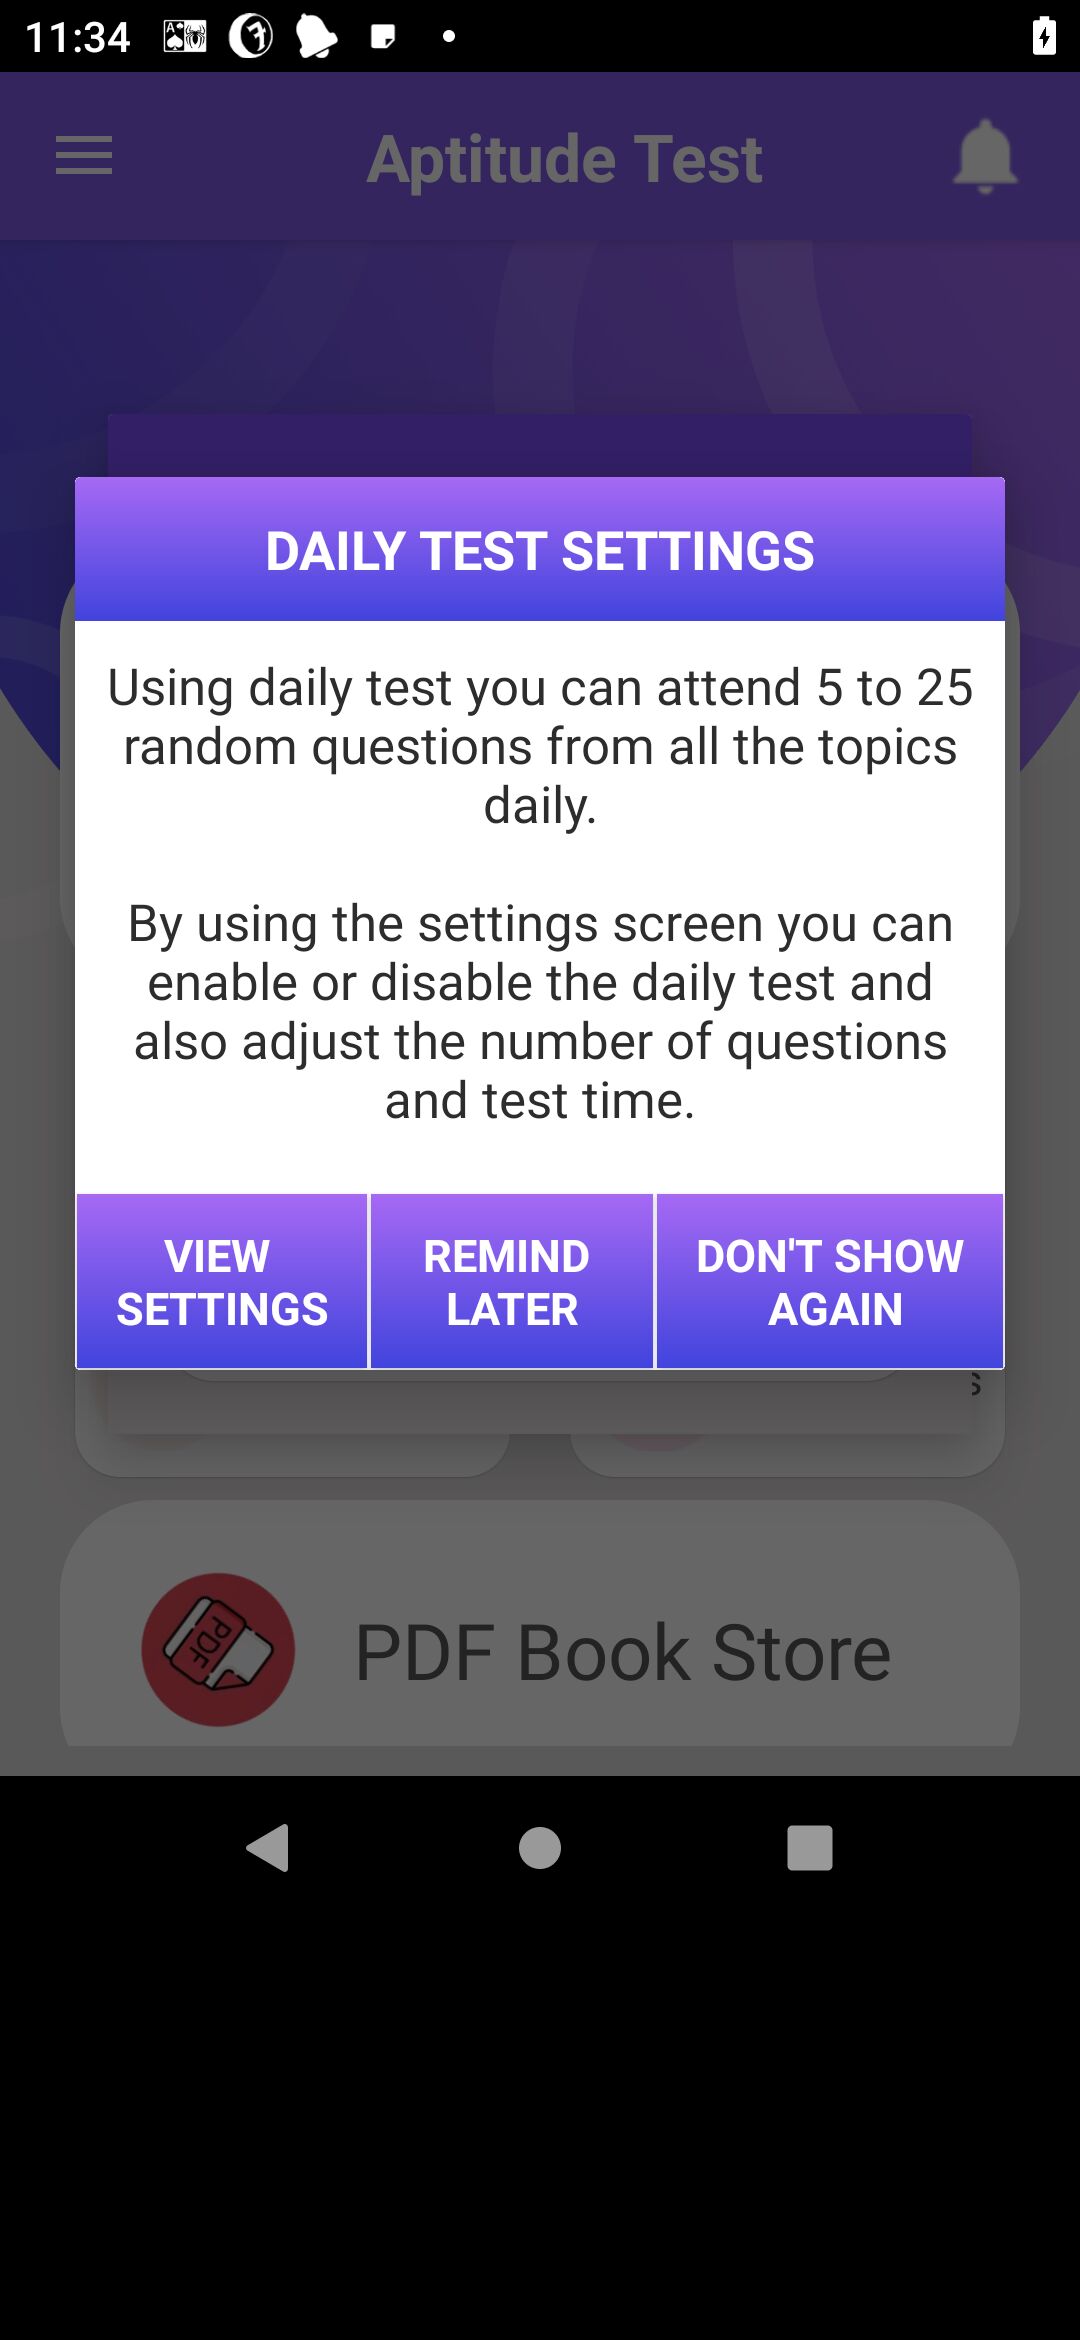 11:34
Aptitude Test
DAILY TEST SETTINGS
Using daily test you can attend 5 to 25
random questions from all the topics
daily.
By using the settings screen you can
enable or disable the daily test and
also adjust the number of questions
and test time.
VIEW
SETTINGS
REMIND
LATER
DON'T SHOW
AGAIN
s
PDF
PDF Book Store